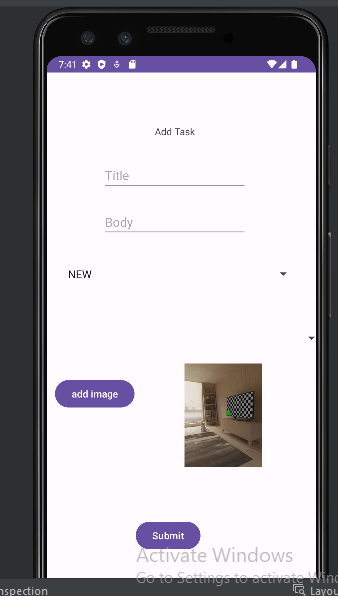 7:41
Add Task
Title
Body
NEW
add image
Submit
Activate Windows
Go to Settings to activate Win
nspection
Layou